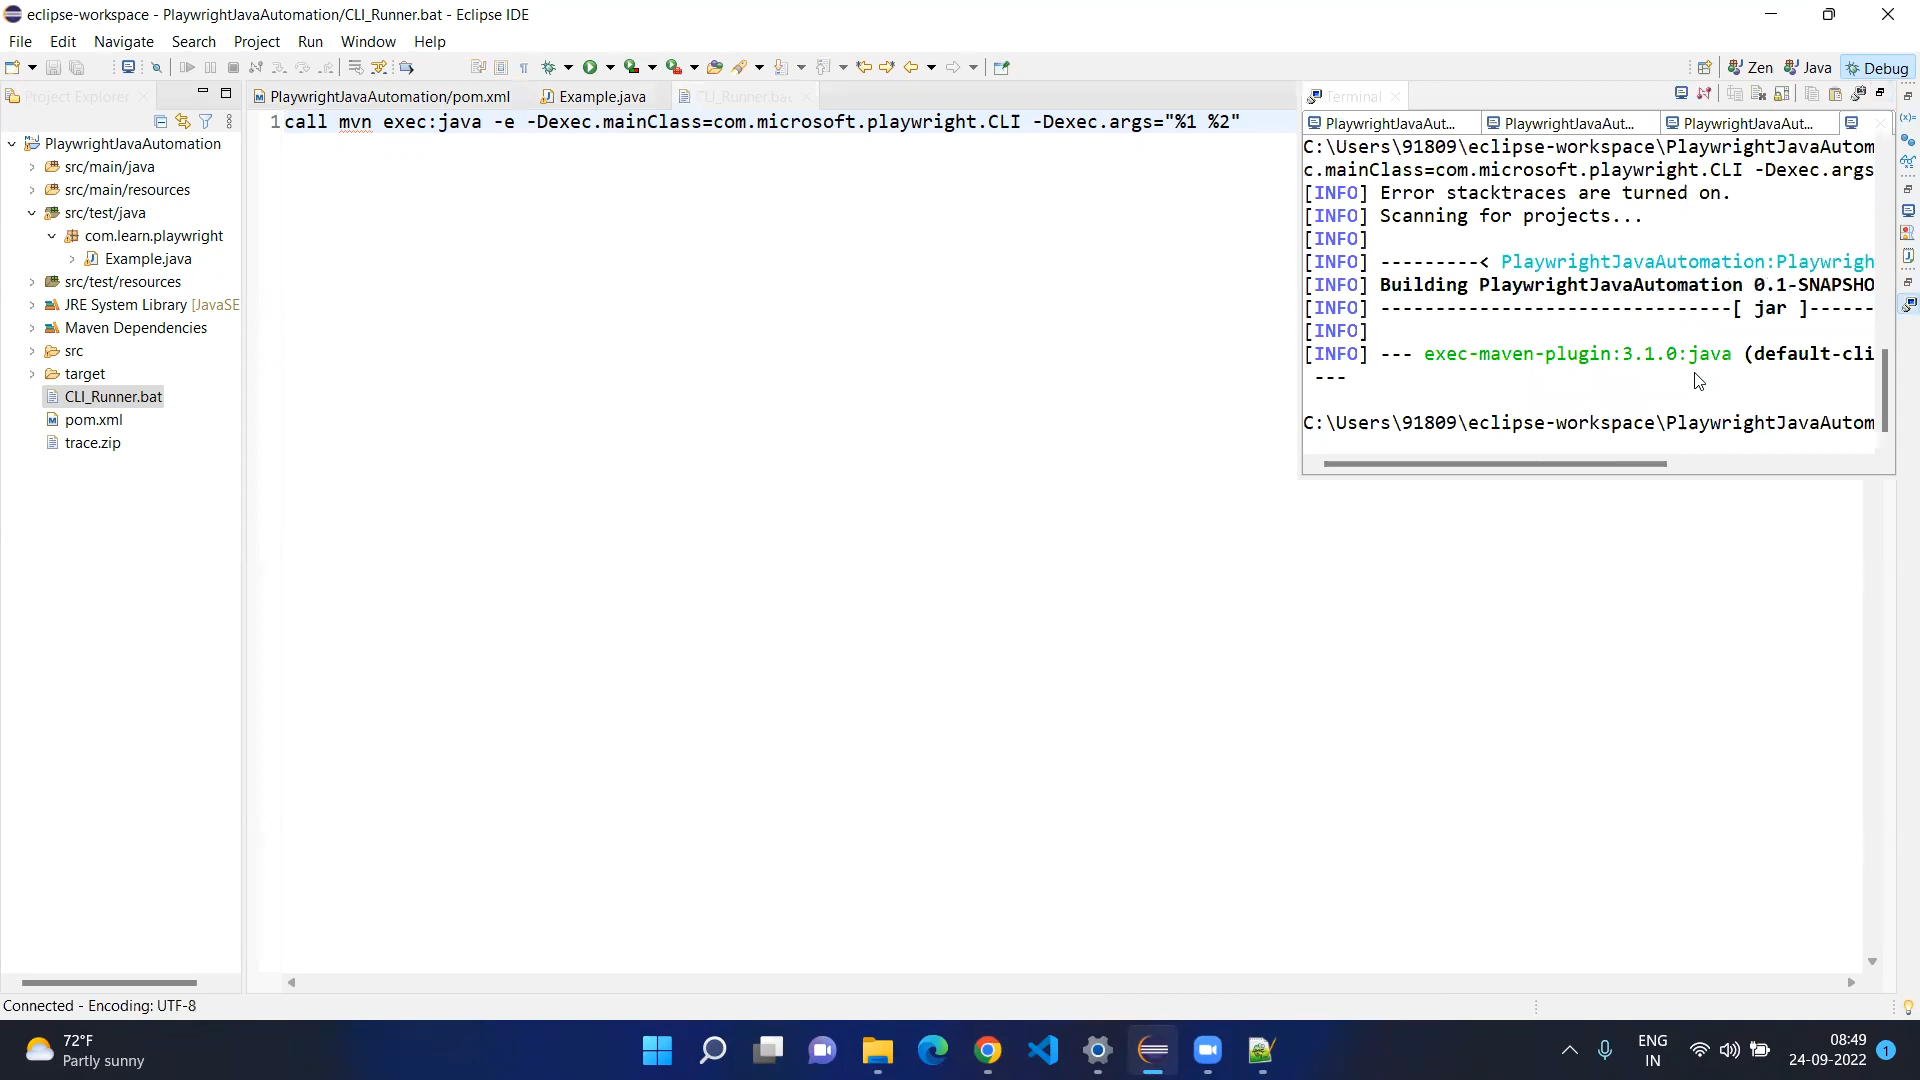 eclipse-workspace - PlaywrightJavaAutomation/CLI_Runner.bat - Eclipse IDE
File Edit Navigate Search Project Run Window Help
Zen Java Debug
Project Explorer
PlaywrightJavaAutomation/pom.xml Example.java CLI_Runner.bat
Terminal
PlaywrightJavaAutomation
src/main/java
src/main/resources
src/test/java
com.learn.playwright
Example.java
src/test/resources
JRE System Library [JavaSE
Maven Dependencies
src
target
CLI_Runner.bat
pom.xml
trace.zip
1 call mvn exec:java -e -Dexec.mainClass=com.microsoft.playwright.CLI -Dexec.args="%1 %2"
PlaywrightJavaAut... PlaywrightJavaAut... PlaywrightJavaAut...
C:\Users\91809\eclipse-workspace\PlaywrightJavaAutom
c.mainClass=com.microsoft.playwright.CLI -Dexec.args
[INFO] Error stacktraces are turned on.
[INFO] Scanning for projects...
[INFO]
[INFO] ---------< PlaywrightJavaAutomation:Playwrigh
[INFO] Building PlaywrightJavaAutomation 0.1-SNAPSHO
[INFO] --------------------------------[ jar ]------
[INFO]
[INFO] --- exec-maven-plugin:3.1.0:java (default-cli
---
C:\Users\91809\eclipse-workspace\PlaywrightJavaAutom
Connected - Encoding: UTF-8
72°F
Partly sunny
ENG
IN
08:49
24-09-2022
1